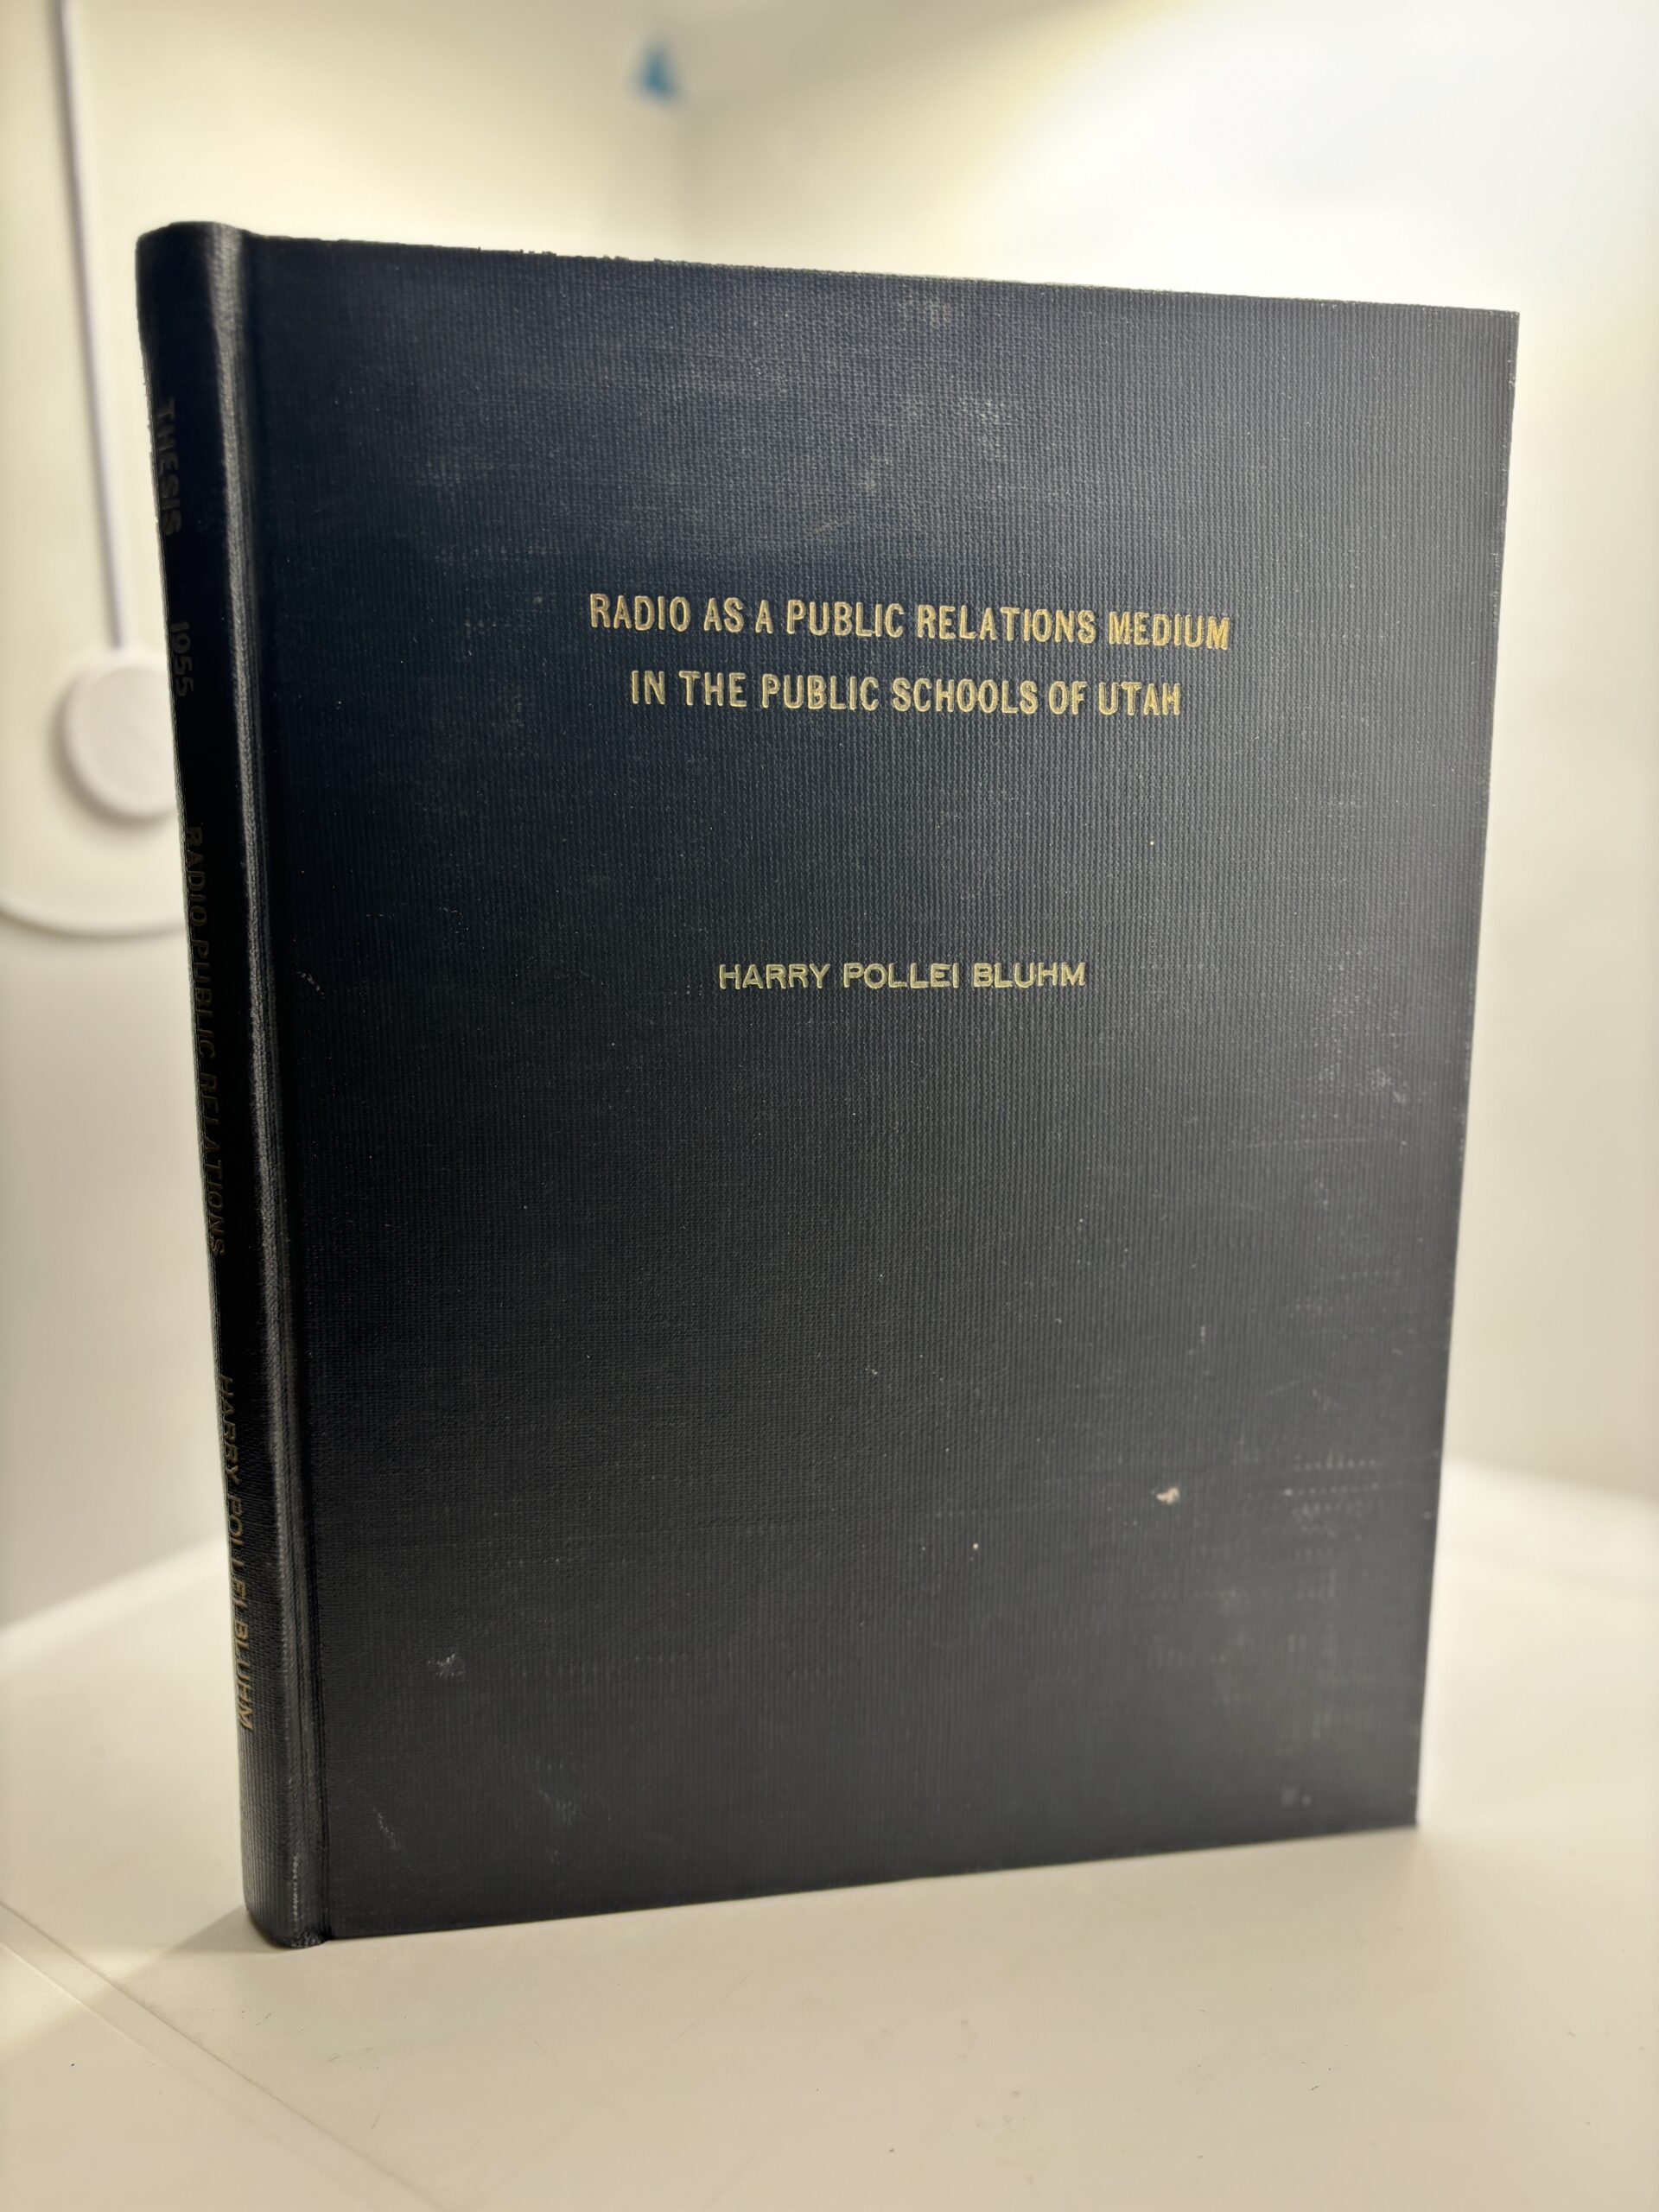 RADIO AS A PUBLIC RELATIONS MEDIUM
IN THE PUBLIC SCHOOLS OF UTAH
HARRY POLLEI BLUHM
THESIS 1955 RADIO PUBLIC RELATIONS HARRY POLLEI BLUHM